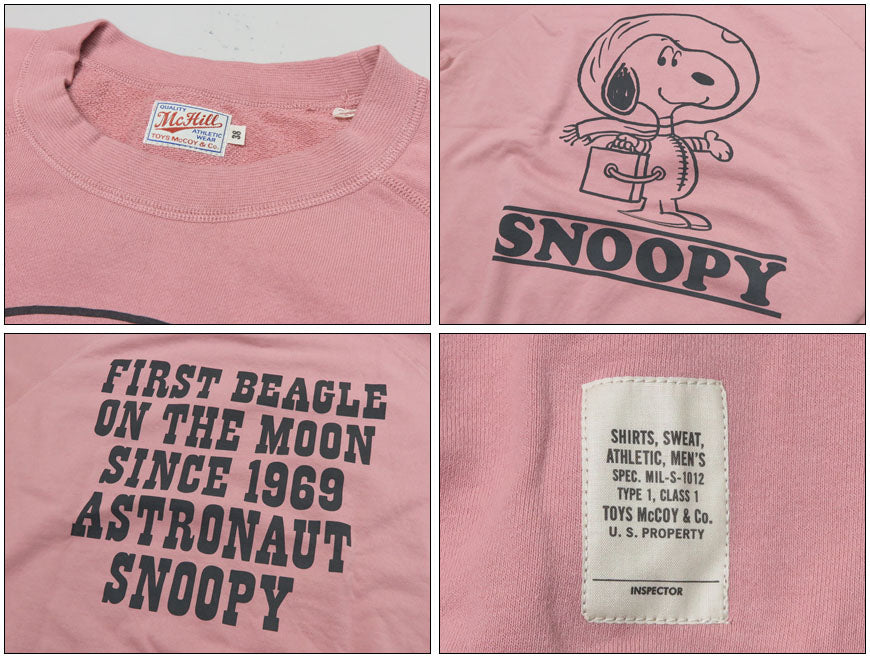 QUALITY
McHill
ATHLETIC
WEAR
TOYS McCOY & Co.
38
SNOOPY
FIRST BEAGLE
ON THE MOON
SINCE 1969
ASTRONAUT
SNOOPY
SHIRTS, SWEAT,
ATHLETIC, MEN'S
SPEC. MIL-S-1012
TYPE 1, CLASS 1
TOYS McCOY & Co.
U. S. PROPERTY
INSPECTOR